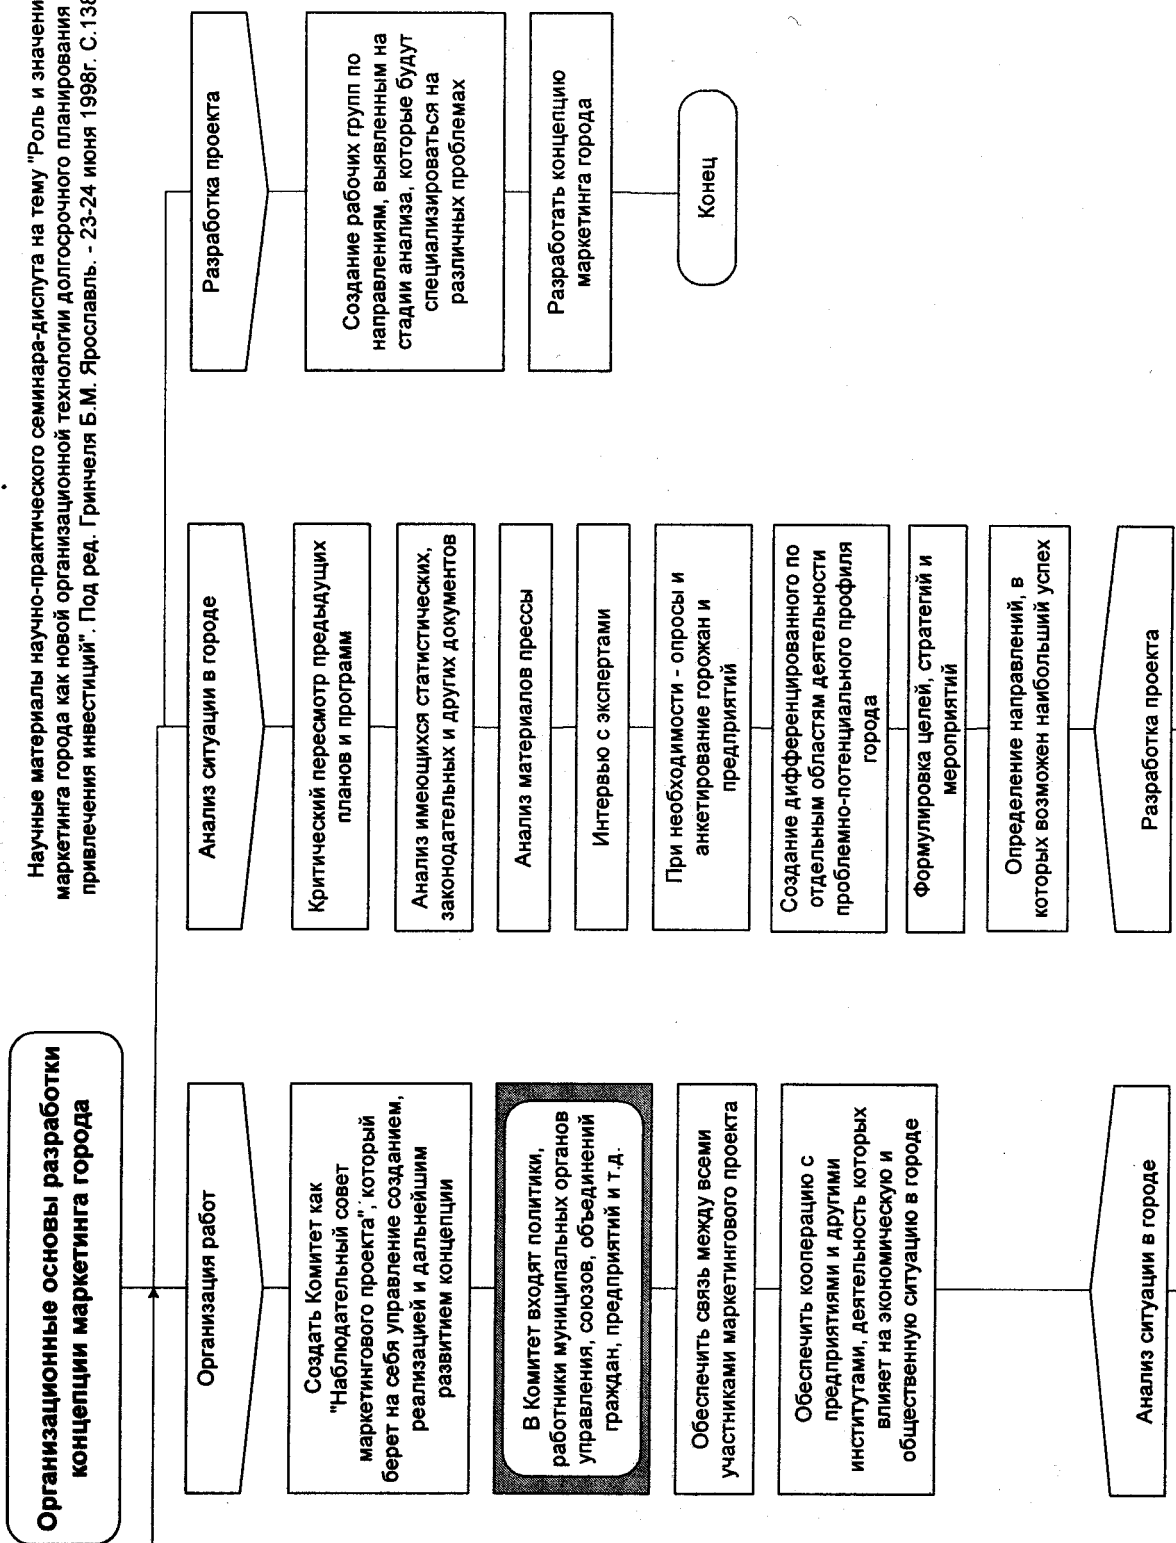 Научные материалы научно-практического семинара-диспута на тему "Роль и значени
маркетинга города как новой организационной технологии долгосрочного планирования
привлечения инвестиций". Под ред. Гринчеля Б.М. Ярославль. - 23-24 июня 1998г. С.138
Организационные основы разработки
концепции маркетинга города
Организация работ
Создать Комитет как
"Наблюдательный совет
маркетингового проекта", который
берет на себя управление созданием,
реализацией и дальнейшим
развитием концепции
В Комитет входят политики,
работники муниципальных органов
управления, союзов, объединений
граждан, предприятий и т.д.
Обеспечить связь между всеми
участниками маркетингового проекта
Обеспечить кооперацию с
предприятиями и другими
институтами, деятельность которых
влияет на экономическую и
общественную ситуацию в городе
Анализ ситуации в городе
Анализ ситуации в городе
Критический пересмотр предыдущих
планов и программ
Анализ имеющихся статистических,
законодательных и других документов
Анализ материалов прессы
Интервью с экспертами
При необходимости - опросы и
анкетирование горожан и
предприятий
Создание дифференцированного по
отдельным областям деятельности
проблемно-потенциального профиля
города
Формулировка целей, стратегий и
мероприятий
Определение направлений, в
которых возможен наибольший успех
Разработка проекта
Разработка проекта
Создание рабочих групп по
направлениям, выявленным на
стадии анализа, которые будут
специализироваться на
различных проблемах
Разработать концепцию
маркетинга города
Конец